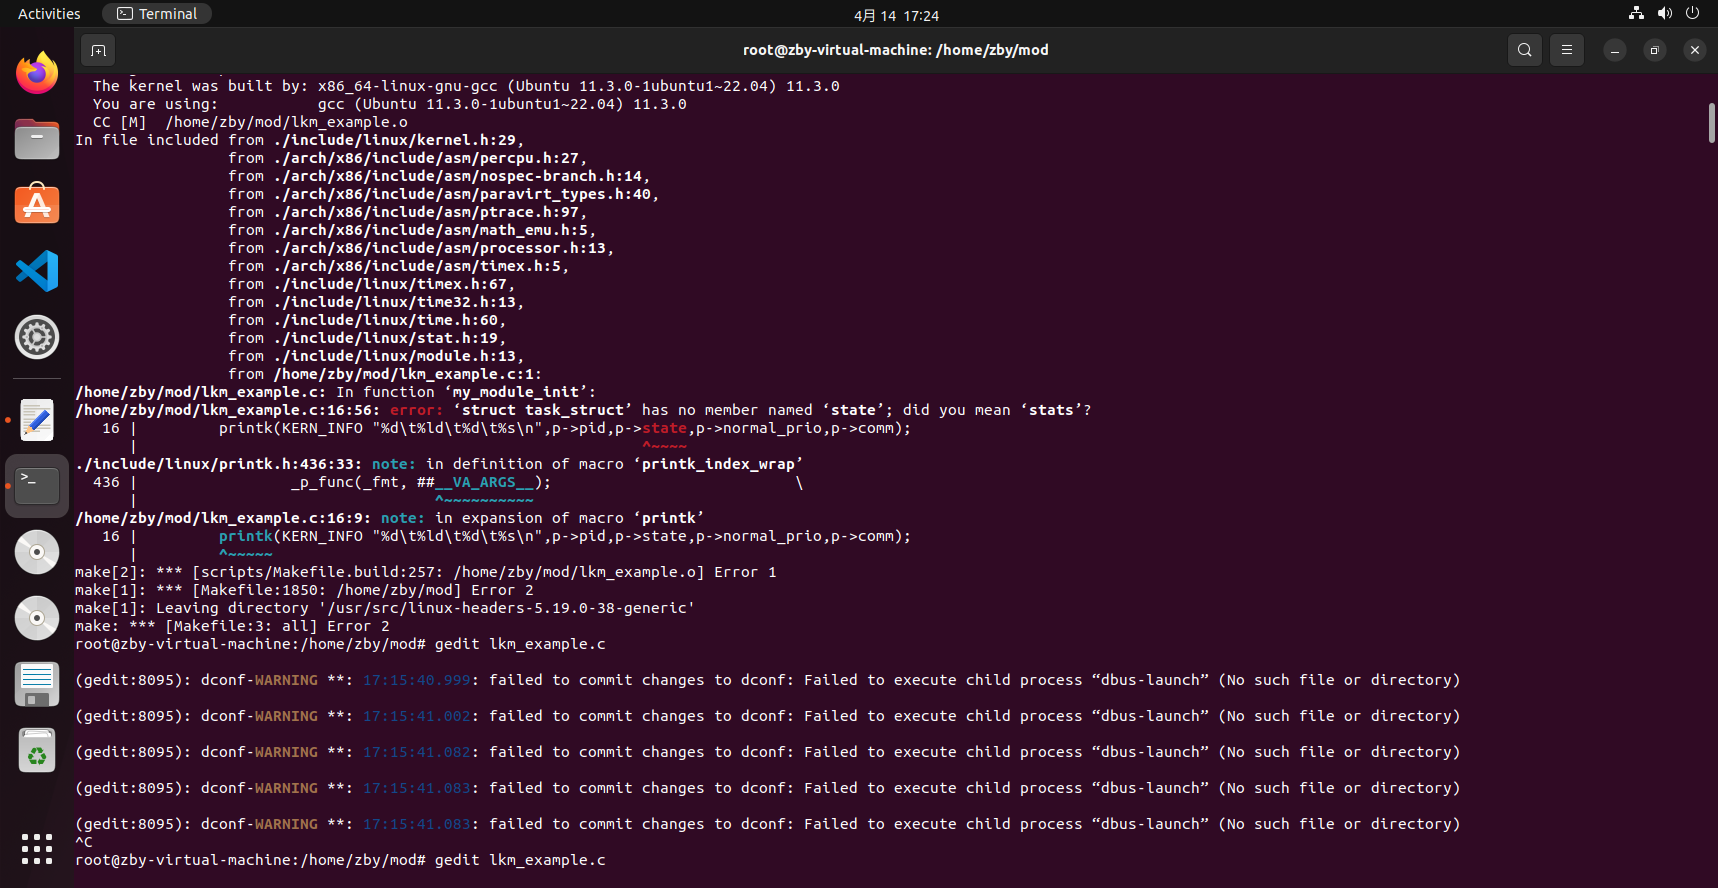 Activities
Terminal
4月 14 17:24
root@zby-virtual-machine: /home/zby/mod
The kernel was built by: x86_64-linux-gnu-gcc (Ubuntu 11.3.0-1ubuntu1~22.04) 11.3.0
You are using:           gcc (Ubuntu 11.3.0-1ubuntu1~22.04) 11.3.0
CC [M]  /home/zby/mod/lkm_example.o
In file included from ./include/linux/kernel.h:29,
from ./arch/x86/include/asm/percpu.h:27,
from ./arch/x86/include/asm/nospec-branch.h:14,
from ./arch/x86/include/asm/paravirt_types.h:40,
from ./arch/x86/include/asm/ptrace.h:97,
from ./arch/x86/include/asm/math_emu.h:5,
from ./arch/x86/include/asm/processor.h:13,
from ./arch/x86/include/asm/timex.h:5,
from ./include/linux/timex.h:67,
from ./include/linux/time32.h:13,
from ./include/linux/time.h:60,
from ./include/linux/stat.h:19,
from ./include/linux/module.h:13,
from /home/zby/mod/lkm_example.c:1:
/home/zby/mod/lkm_example.c: In function ‘my_module_init’:
/home/zby/mod/lkm_example.c:16:56: error: ‘struct task_struct’ has no member named ‘state’; did you mean ‘stats’?
16 |         printk(KERN_INFO "%d\t%ld\t%d\t%s\n",p->pid,p->state,p->normal_prio,p->comm);
|                                                        ^~~~~
./include/linux/printk.h:436:33: note: in definition of macro ‘printk_index_wrap’
436 |                 _p_func(_fmt, ##__VA_ARGS__);                           \
|                                 ^~~~~~~~~~~
/home/zby/mod/lkm_example.c:16:9: note: in expansion of macro ‘printk’
16 |         printk(KERN_INFO "%d\t%ld\t%d\t%s\n",p->pid,p->state,p->normal_prio,p->comm);
|         ^~~~~~
make[2]: *** [scripts/Makefile.build:257: /home/zby/mod/lkm_example.o] Error 1
make[1]: *** [Makefile:1850: /home/zby/mod] Error 2
make[1]: Leaving directory '/usr/src/linux-headers-5.19.0-38-generic'
make: *** [Makefile:3: all] Error 2
root@zby-virtual-machine:/home/zby/mod# gedit lkm_example.c
(gedit:8095): dconf-WARNING **: 17:15:40.999: failed to commit changes to dconf: Failed to execute child process “dbus-launch” (No such file or directory)
(gedit:8095): dconf-WARNING **: 17:15:41.002: failed to commit changes to dconf: Failed to execute child process “dbus-launch” (No such file or directory)
(gedit:8095): dconf-WARNING **: 17:15:41.082: failed to commit changes to dconf: Failed to execute child process “dbus-launch” (No such file or directory)
(gedit:8095): dconf-WARNING **: 17:15:41.083: failed to commit changes to dconf: Failed to execute child process “dbus-launch” (No such file or directory)
(gedit:8095): dconf-WARNING **: 17:15:41.083: failed to commit changes to dconf: Failed to execute child process “dbus-launch” (No such file or directory)
^C
root@zby-virtual-machine:/home/zby/mod# gedit lkm_example.c